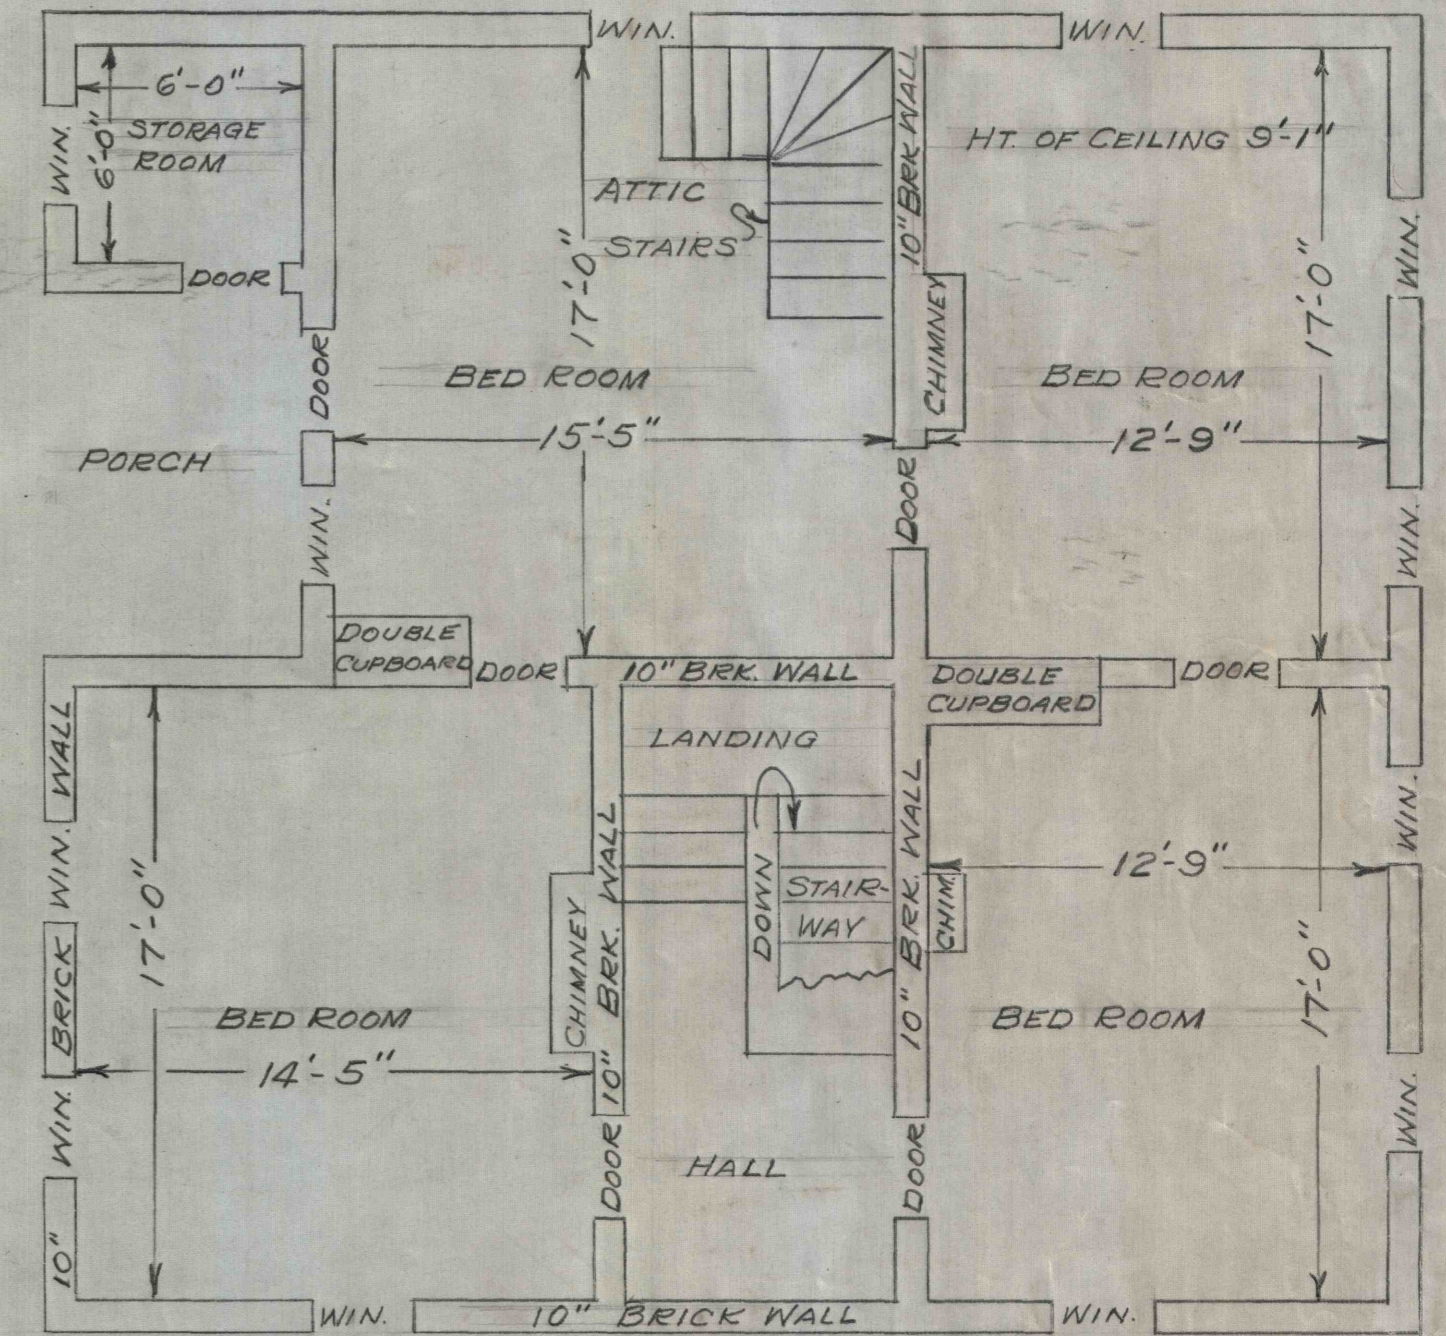 WIN.
WIN.
6'-0"
6'-0"
STORAGE
ROOM
WIN.
DOOR
ATTIC
STAIRS
10" BRK. WALL
HT. OF CEILING 9'-1"
WIN.
17'-0"
17'-0"
DOOR
CHIMNEY
BED ROOM
BED ROOM
15'-5"
12'-9"
PORCH
WIN.
DOOR
WIN.
DOUBLE
CUPBOARD
DOOR
10" BRK. WALL
DOUBLE
CUPBOARD
DOOR
LANDING
WALL
WIN.
BRICK
WIN.
10"
17'-0"
BED ROOM
14'-5"
CHIMNEY
10" BRK. WALL
DOWN
STAIR-
WAY
10" BRK. WALL
CHIM.
12'-9"
WIN.
17'-0"
BED ROOM
WIN.
DOOR
HALL
DOOR
WIN.
10" BRICK WALL
WIN.